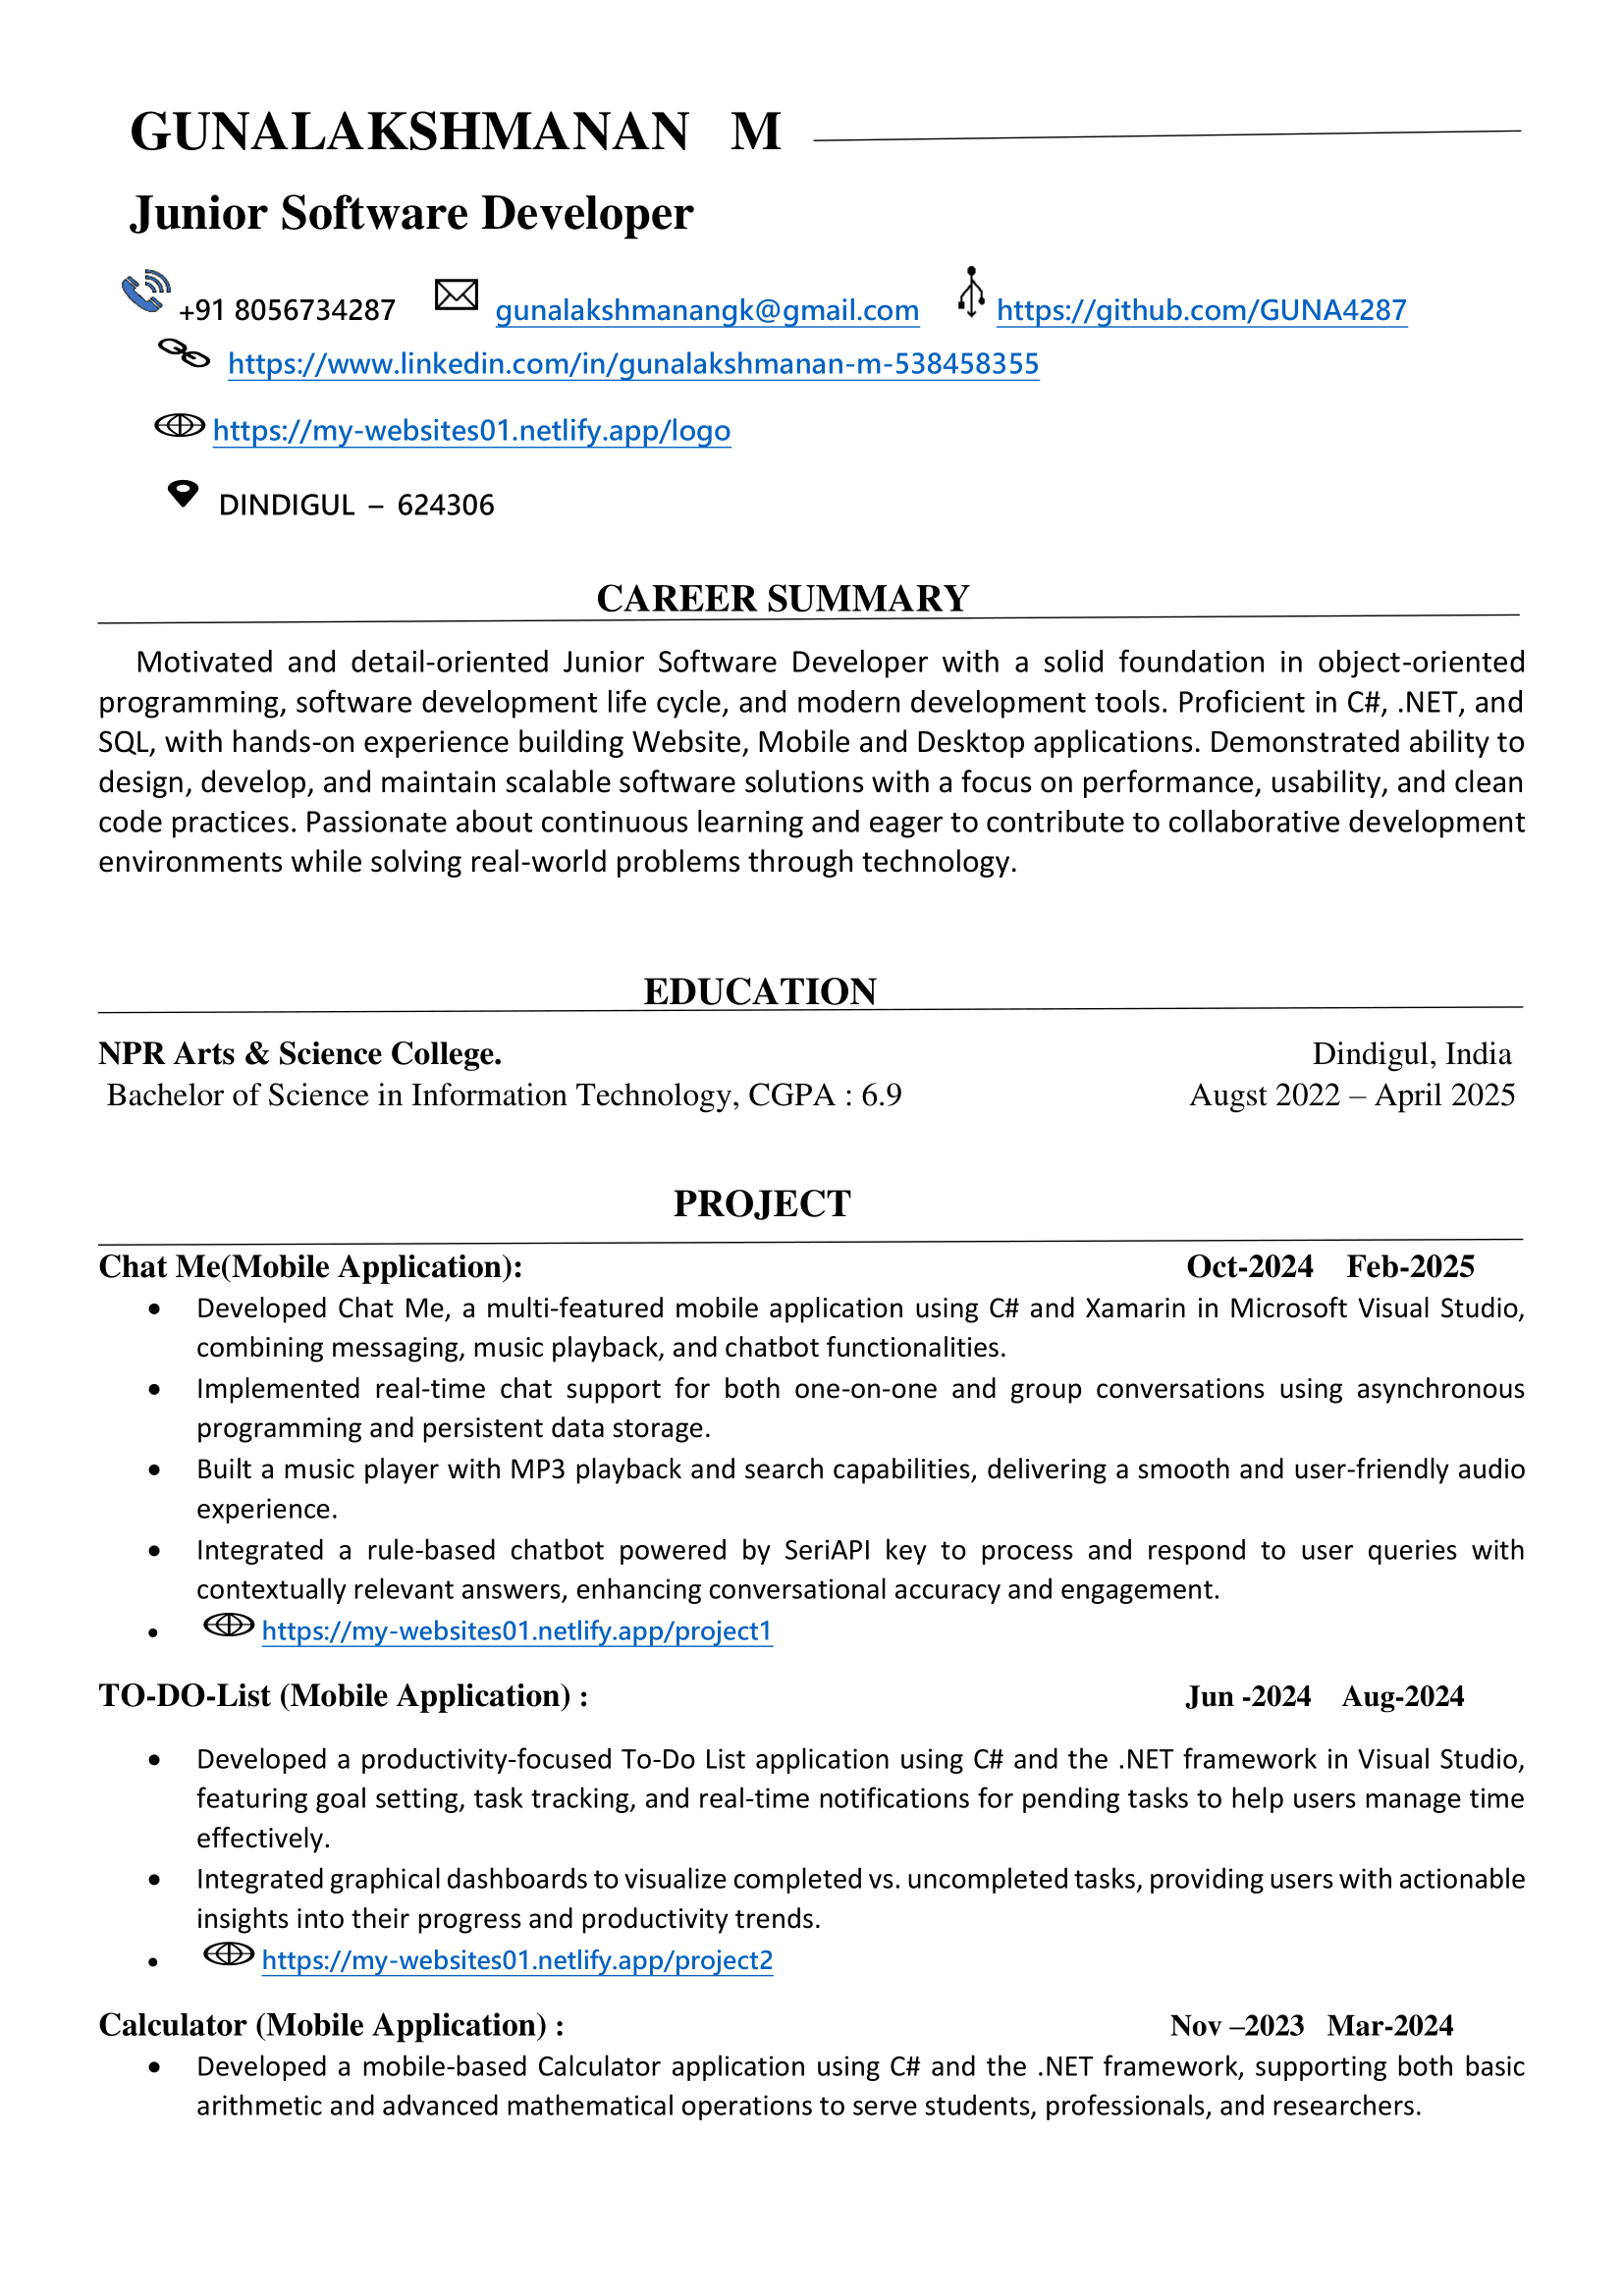 GUNALAKSHMANAN M
Junior Software Developer
+91 8056734287 gunalakshmanangk@gmail.com https://github.com/GUNA4287
https://www.linkedin.com/in/gunalakshmanan-m-538458355
https://my-websites01.netlify.app/logo
DINDIGUL – 624306
CAREER SUMMARY
Motivated and detail-oriented Junior Software Developer with a solid foundation in object-oriented
programming, software development life cycle, and modern development tools. Proficient in C#, .NET, and
SQL, with hands-on experience building Website, Mobile and Desktop applications. Demonstrated ability to
design, develop, and maintain scalable software solutions with a focus on performance, usability, and clean
code practices. Passionate about continuous learning and eager to contribute to collaborative development
environments while solving real-world problems through technology.
EDUCATION
NPR Arts & Science College. Dindigul, India
Bachelor of Science in Information Technology, CGPA : 6.9 Augst 2022 – April 2025
PROJECT
Chat Me(Mobile Application): Oct-2024 Feb-2025
• Developed Chat Me, a multi-featured mobile application using C# and Xamarin in Microsoft Visual Studio,
combining messaging, music playback, and chatbot functionalities.
• Implemented real-time chat support for both one-on-one and group conversations using asynchronous
programming and persistent data storage.
• Built a music player with MP3 playback and search capabilities, delivering a smooth and user-friendly audio
experience.
• Integrated a rule-based chatbot powered by SeriAPI key to process and respond to user queries with
contextually relevant answers, enhancing conversational accuracy and engagement.
• https://my-websites01.netlify.app/project1
TO-DO-List (Mobile Application) : Jun -2024 Aug-2024
• Developed a productivity-focused To-Do List application using C# and the .NET framework in Visual Studio,
featuring goal setting, task tracking, and real-time notifications for pending tasks to help users manage time
effectively.
• Integrated graphical dashboards to visualize completed vs. uncompleted tasks, providing users with actionable
insights into their progress and productivity trends.
• https://my-websites01.netlify.app/project2
Calculator (Mobile Application) : Nov –2023 Mar-2024
• Developed a mobile-based Calculator application using C# and the .NET framework, supporting both basic
arithmetic and advanced mathematical operations to serve students, professionals, and researchers.